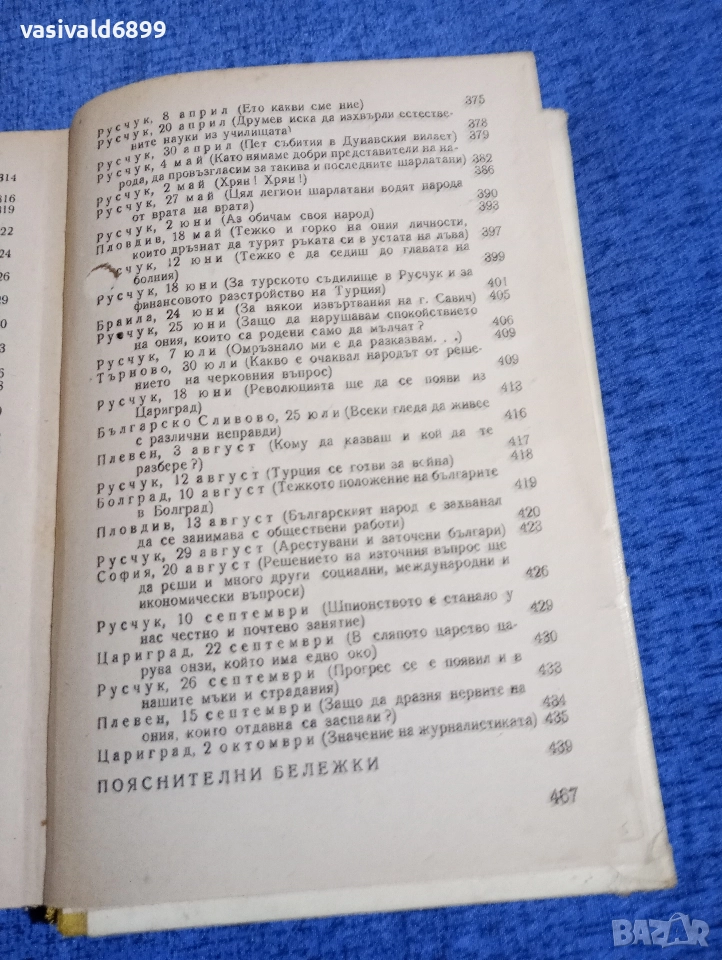 vasivald6899
314
316
319
22
24
26
29
0
3
8
Русчук, 8 април (Ето какви сме ние) 375
Русчук, 20 април (Друмев иска да изхвърли естестве-
ните науки из училищата) 378
Русчук, 30 април (Пет събития в Дунавския вилает) 379
Русчук, 4 май (Като нямаме добри представители на на-
рода, да провъзгласим за такива и последните шарлатани) 382
Русчук, 2 май (Хрян! Хрян!) 386
Русчук, 27 май (Цял легион шарлатани водят народа
от врата на врата) 390
Русчук, 2 юни (Аз обичам своя народ) 393
Пловдив, 18 май (Тежко и горко на ония личности,
които дръзнат да турят ръката си в устата на лъва) 397
счук, 12 юни (Тежко е да седиш до главата на
болния) 399
Русчук, 18 юни (За турското съдилище в Русчук и за
финансовото разстройство на Турция) 401
Браила, 24 юни (За някои извъртвания на г. Савич) 405
Русчук, 25 юни (Защо да нарушавам спокойствието
на ония, които са родени само да мълчат? 406
Русчук, 7 юли (Омръзнало ми е да разказвам...) 409
Търново, 30 юли (Какво е очаквал народът от реше-
нието на черковния въпрос) 409
Русчук, 18 юни (Революцията ще да се появи из
Цариград) 413
Българско Сливово, 25 юли (Всеки гледа да живее
с различни неправди) 416
Плевен, 3 август (Кому да казваш и кой да те
разбере?) 417
Русчук, 12 август (Турция се готви за война) 418
Болград, 10 август (Тежкото положение на българите
в Болград) 419
Пловдив, 13 август (Българският народ е захванал
да се занимава с обществени работи) 420
Русчук, 29 август (Арестувани и заточени българи) 423
София, 20 август (Решението на източния въпрос ще
да реши и много други социални, международни и
икономически въпроси) 426
Русчук, 10 септември (Шпионството е станало у
нас честно и почтено занятие) 429
Цариград, 22 септември (В сляпото царство ца-
рува онзи, който има едно око) 430
Русчук, 26 септември (Прогрес се е появил и в
нашите мъки и страдания) 433
Плевен, 15 септември (Защо да дразня нервите на
ония, които отдавна са заспали?) 434
Цариград, 2 октомври (Значение на журналистиката) 435
ПОЯСНИТЕЛНИ БЕЛЕЖКИ 439
467
BAZAR